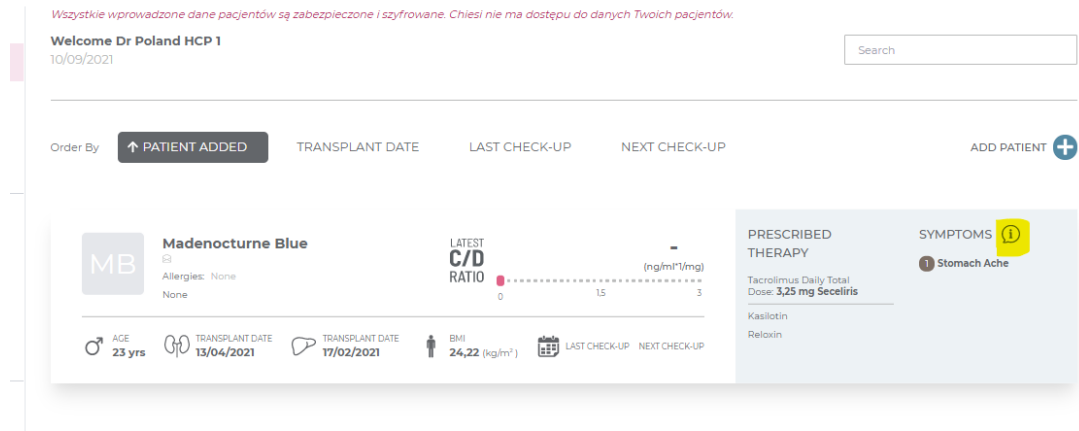 Wszystkie wprowadzone dane pacjentów są zabezpieczone i szyfrowane. Chiesi nie ma dostępu do danych Twoich pacjentów.
Welcome Dr Poland HCP 1
10/09/2021
Search
Order By
PATIENT ADDED
TRANSPLANT DATE
LAST CHECK-UP
NEXT CHECK-UP
ADD PATIENT
MB
Madenocturne Blue
Allergies: None
None
LATEST
C/D
RATIO
-
(ng/ml*1/mg)
0
1,5
3
AGE
23 yrs
TRANSPLANT DATE
13/04/2021
TRANSPLANT DATE
17/02/2021
BMI
24,22 (kg/m²)
LAST CHECK-UP
NEXT CHECK-UP
PRESCRIBED
THERAPY
Tacrolimus Daily Total
Dose: 3,25 mg Seceliris
Kasilotin
Reloxin
SYMPTOMS i
1 Stomach Ache